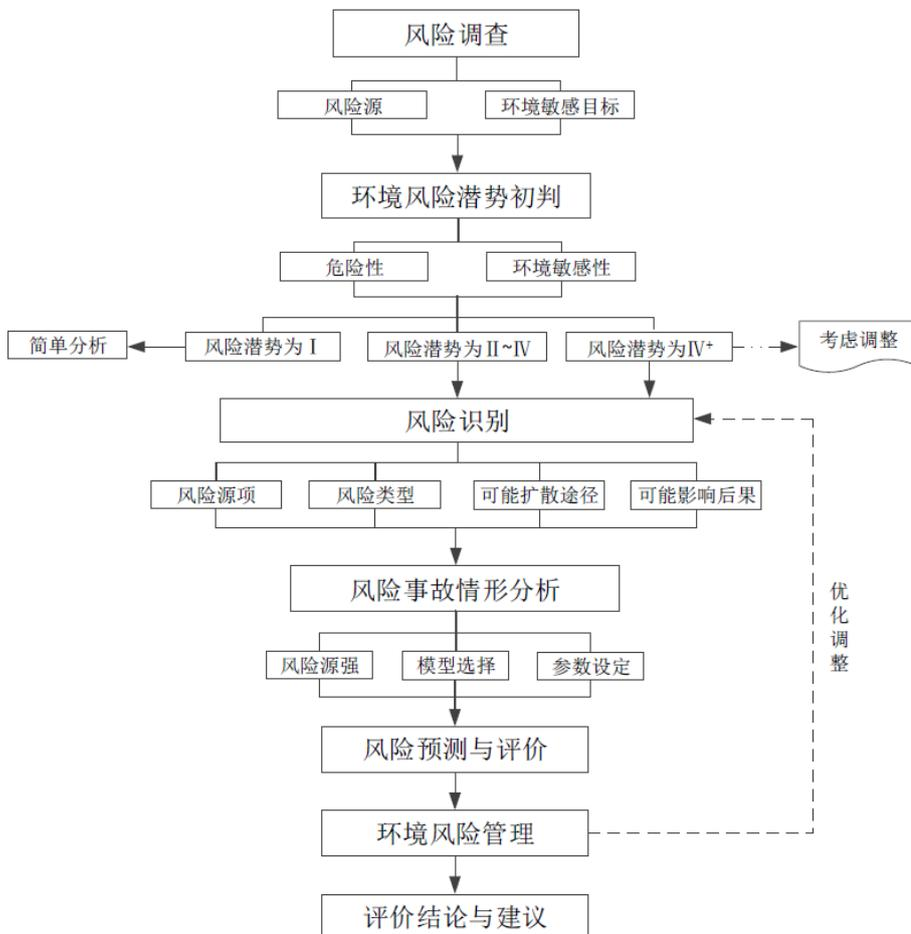 风险调查
风险源
环境敏感目标
环境风险潜势初判
危险性
环境敏感性
简单分析
风险潜势为Ⅰ
风险潜势为Ⅱ~Ⅳ
风险潜势为Ⅳ⁺
考虑调整
风险识别
风险源项
风险类型
可能扩散途径
可能影响后果
风险事故情形分析
风险源强
模型选择
参数设定
优化调整
风险预测与评价
环境风险管理
评价结论与建议